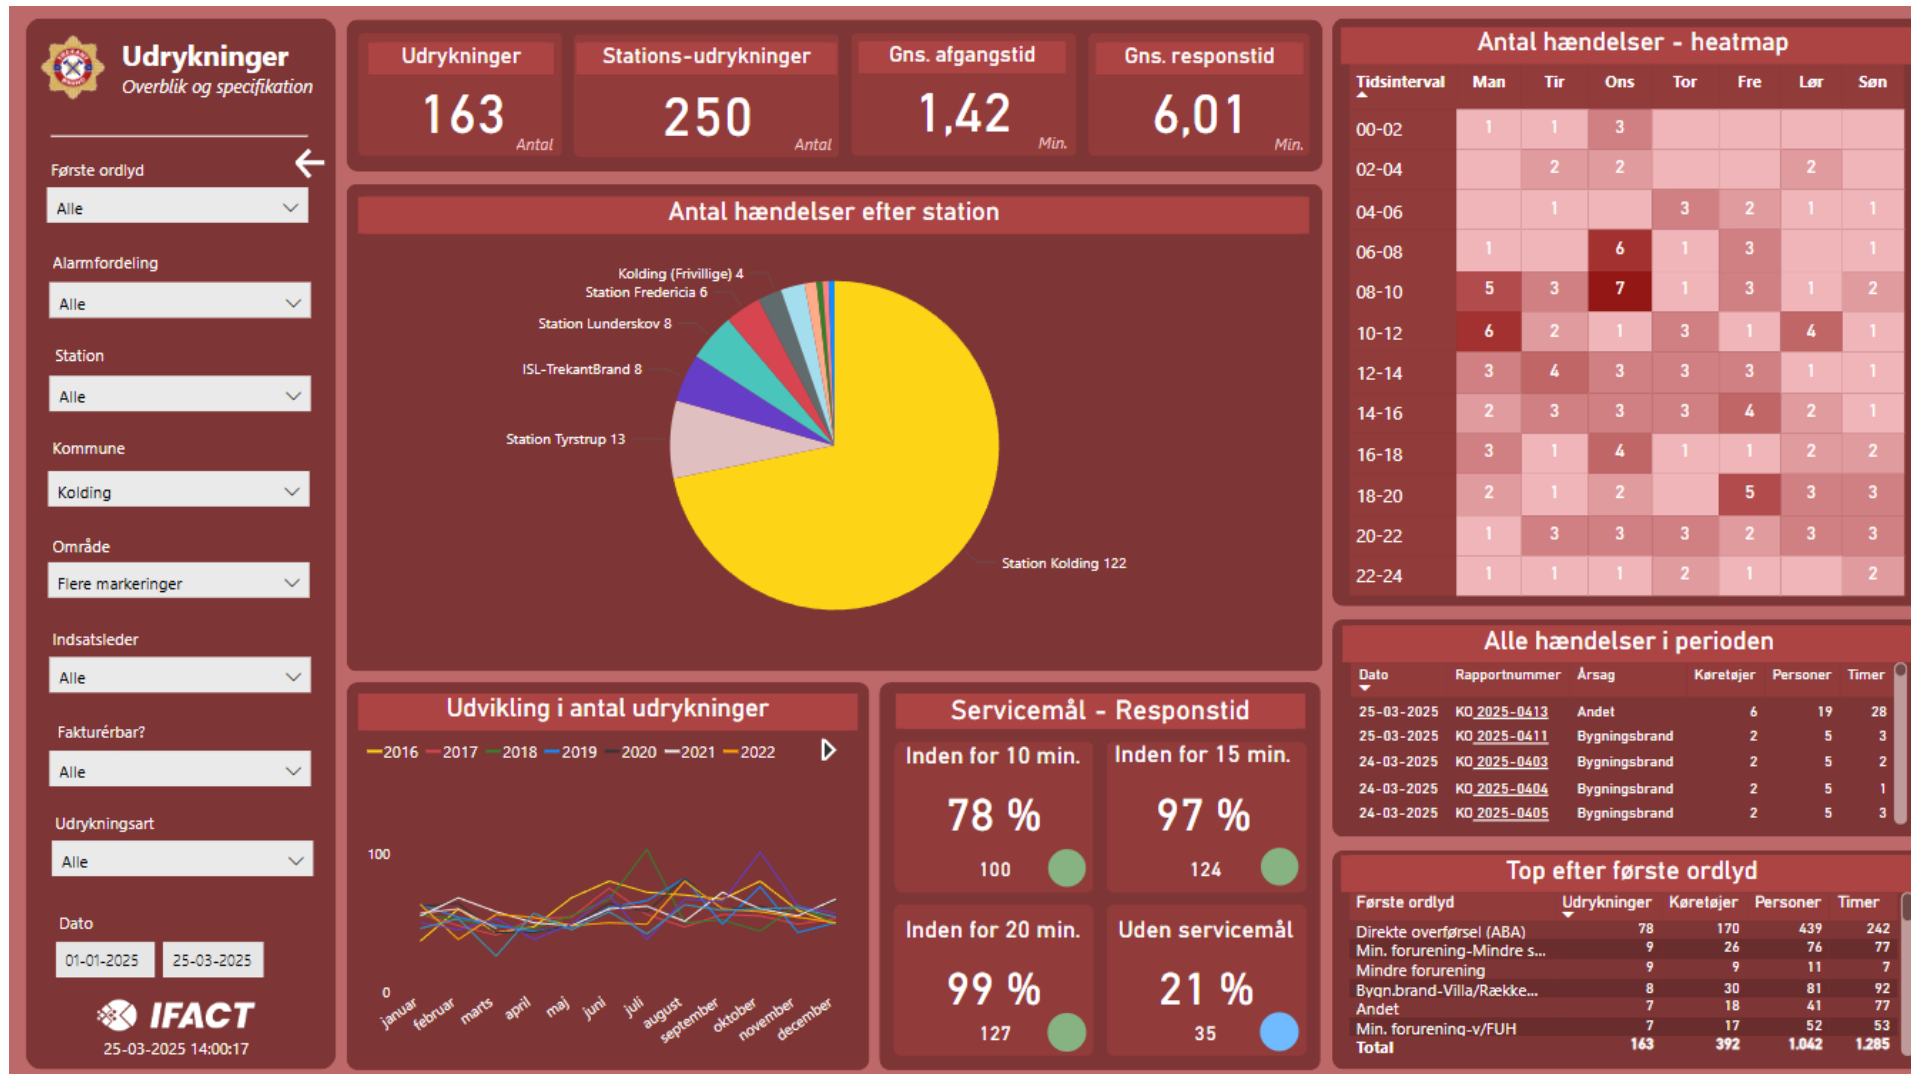 Udrykninger
Overblik og specifikation
Første ordlyd
Alle
Alarmfordeling
Alle
Station
Alle
Kommune
Kolding
Område
Flere markeringer
Indsatsleder
Alle
Fakturérbar?
Alle
Udrykningsart
Alle
Dato
01-01-2025 25-03-2025
IFACT
25-03-2025 14:00:17
Udrykninger
163
Antal
Stations-udrykninger
250
Antal
Gns. afgangstid
1,42
Min.
Gns. responstid
6,01
Min.
Antal hændelser efter station
Kolding (Frivillige) 4
Station Fredericia 6
Station Lunderskov 8
ISL-TrekantBrand 8
Station Tyrstrup 13
Station Kolding 122
Udvikling i antal udrykninger
2016 2017 2018 2019 2020 2021 2022
100
0
januar februar marts april maj juni juli august september oktober november december
Servicemål - Responstid
Inden for 10 min.
78 %
100
Inden for 15 min.
97 %
124
Inden for 20 min.
99 %
127
Uden servicemål
21 %
35
Antal hændelser - heatmap
Tidsinterval Man Tir Ons Tor Fre Lør Søn
00-02 1 1 3
02-04 2 2 2
04-06 1 3 2 1 1
06-08 1 6 1 3 1
08-10 5 3 7 1 3 1 2
10-12 6 2 1 3 1 4 1
12-14 3 4 3 3 3 1 1
14-16 2 3 3 3 4 2 1
16-18 3 1 4 1 1 2 2
18-20 2 1 2 5 3 3
20-22 1 3 3 3 2 3 3
22-24 1 1 1 2 1 2
Alle hændelser i perioden
Dato Rapportnummer Årsag Køretøjer Personer Timer
25-03-2025 KO 2025-0413 Andet 6 19 28
25-03-2025 KO 2025-0411 Bygningsbrand 2 5 3
24-03-2025 KO 2025-0403 Bygningsbrand 2 5 2
24-03-2025 KO 2025-0404 Bygningsbrand 2 5 1
24-03-2025 KO 2025-0405 Bygningsbrand 2 5 3
Top efter første ordlyd
Første ordlyd Udrykninger Køretøjer Personer Timer
Direkte overførsel (ABA) 78 170 439 242
Min. forurening-Mindre s... 9 26 76 77
Mindre forurening 9 9 11 7
Bygn.brand-Villa/Række... 8 30 81 92
Andet 7 18 41 77
Min. forurening-v/FUH 7 17 52 53
Total 163 392 1.042 1.285